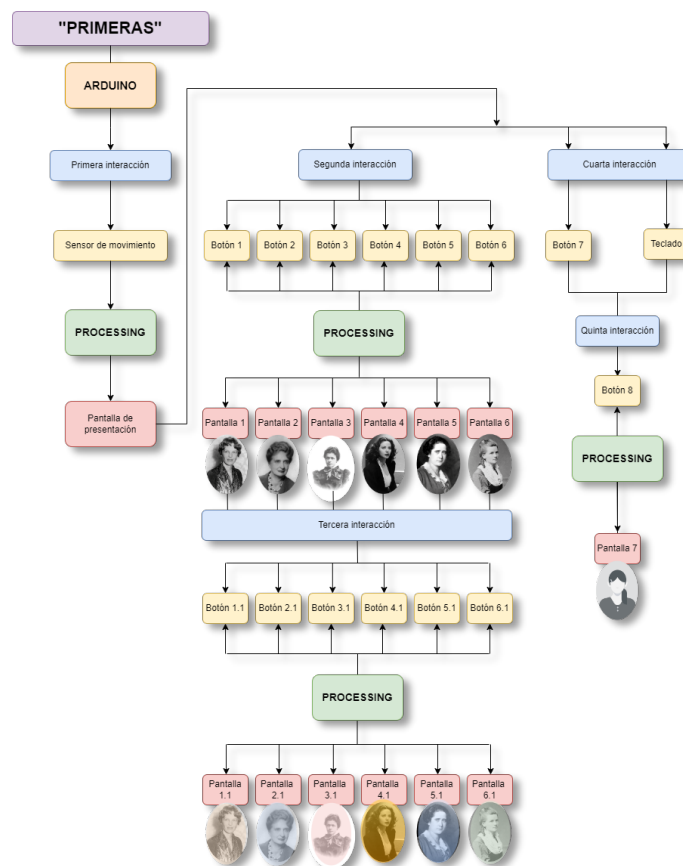 "PRIMERAS"
ARDUINO
Primera interacción
Sensor de movimiento
PROCESSING
Pantalla de
presentación
Segunda interacción
Botón 1
Botón 2
Botón 3
Botón 4
Botón 5
Botón 6
PROCESSING
Pantalla 1
Pantalla 2
Pantalla 3
Pantalla 4
Pantalla 5
Pantalla 6
Tercera interacción
Botón 1.1
Botón 2.1
Botón 3.1
Botón 4.1
Botón 5.1
Botón 6.1
PROCESSING
Pantalla
1.1
Pantalla
2.1
Pantalla
3.1
Pantalla
4.1
Pantalla
5.1
Pantalla
6.1
Cuarta interacción
Botón 7
Teclado
Quinta interacción
Botón 8
PROCESSING
Pantalla 7